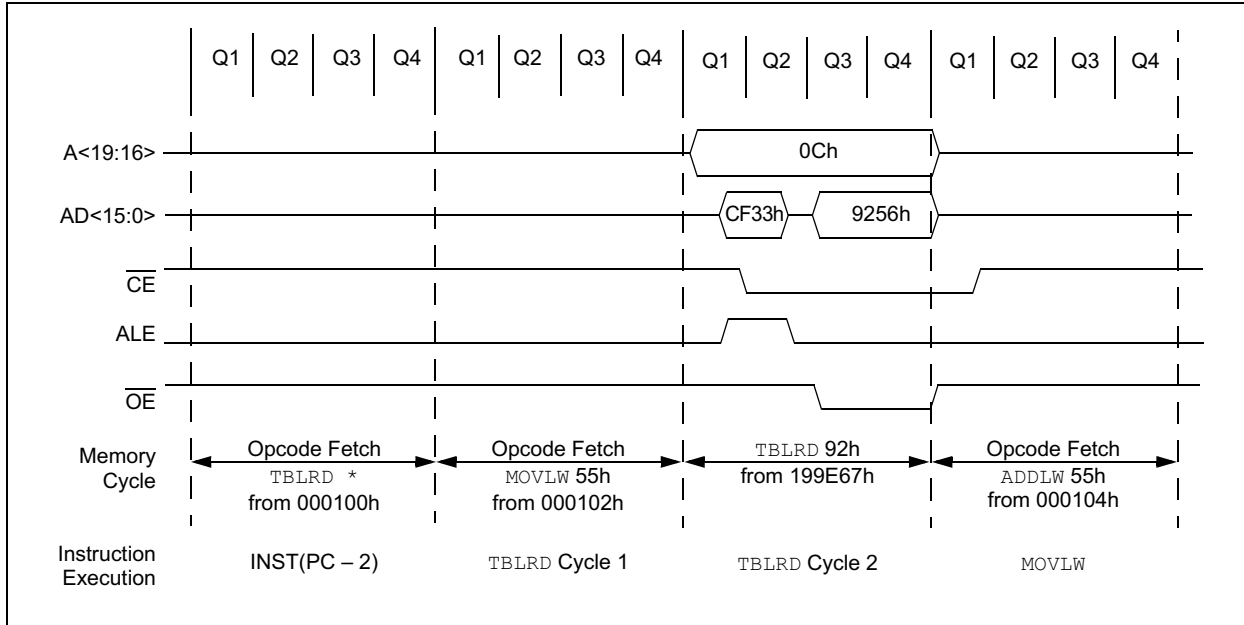 Q1 Q2 Q3 Q4 Q1 Q2 Q3 Q4 Q1 Q2 Q3 Q4 Q1 Q2 Q3 Q4
A<19:16> 0Ch
AD<15:0> CF33h 9256h
CE
ALE
OE
Memory Cycle
Opcode Fetch
TBLRD *
from 000100h
Opcode Fetch
MOVLW 55h
from 000102h
TBLRD 92h
from 199E67h
Opcode Fetch
ADDLW 55h
from 000104h
Instruction Execution
INST(PC – 2)
TBLRD Cycle 1
TBLRD Cycle 2
MOVLW